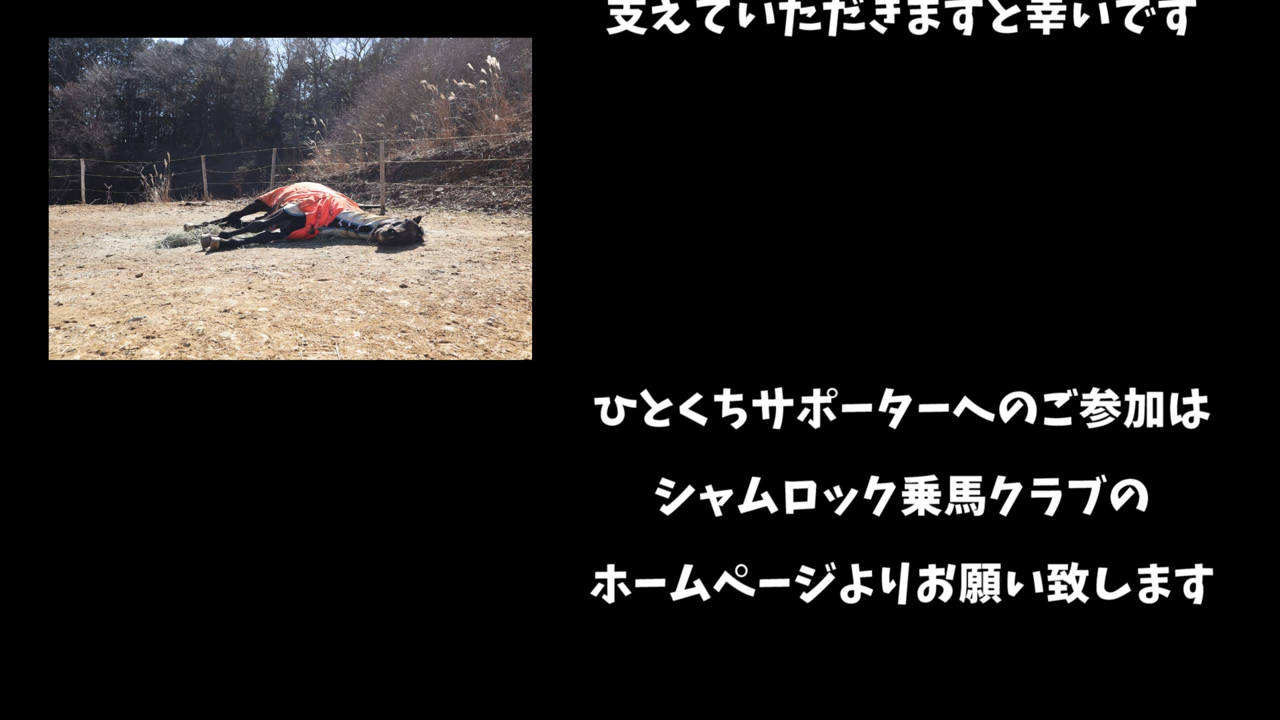 支えていただきますと幸いです
ひとくちサポーターへのご参加は
シャムロック乗馬クラブの
ホームページよりお願い致します